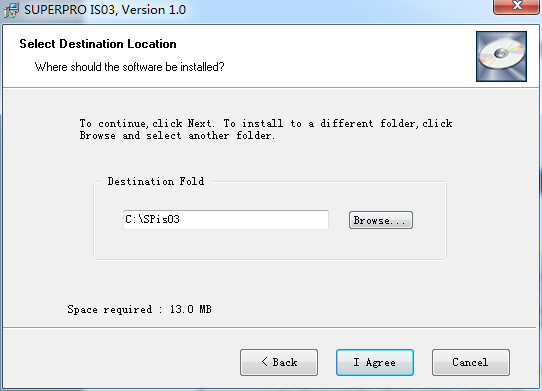 SUPERPRO IS03, Version 1.0
Select Destination Location
Where should the software be installed?
To continue,click Next. To install to a different folder,click
Browse and select another folder.
Destination Fold
C:\SPis03
Browse...
Space required : 13.0 MB
< Back
I Agree
Cancel